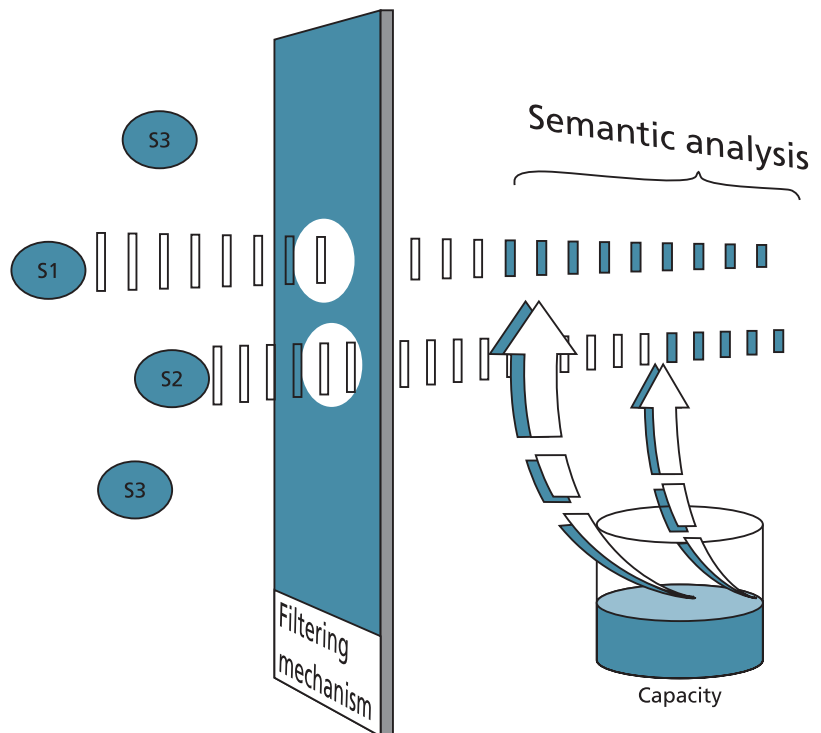 S3
Semantic analysis
S1
S2
S3
Filtering
mechanism
Capacity